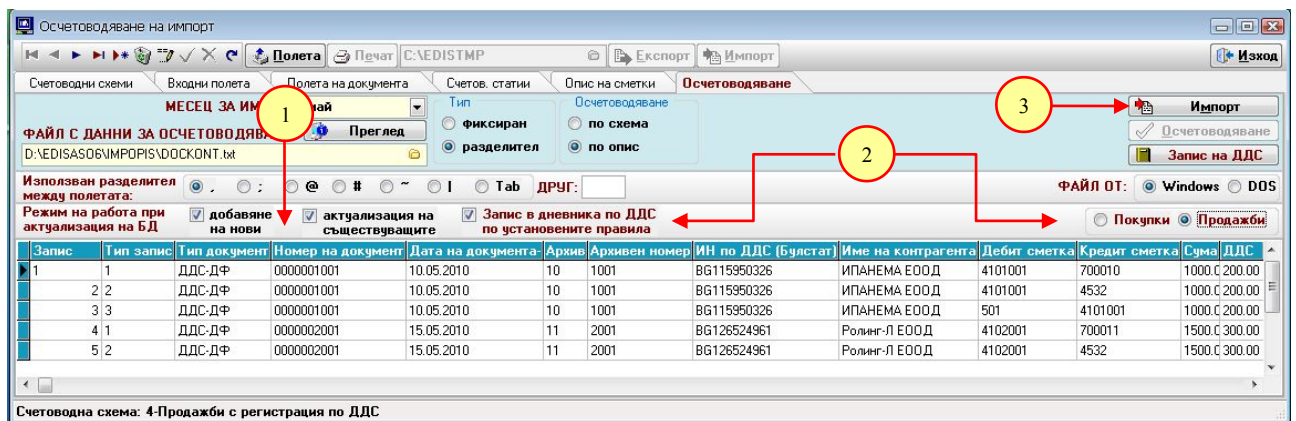 Осчетоводяване на импорт
Полета Печат C:\EDISTMP Експорт Импорт Изход
Счетоводни схеми Входни полета Полета на документа Счетов. статии Опис на сметки Осчетоводяване
МЕСЕЦ ЗА ИМ май Тип Осчетоводяване
1 3
фиксиран по схема Импорт
ФАЙЛ С ДАННИ ЗА ОСЧЕТОВОДЯВА Преглед Осчетоводяване
D:\EDISAS06\IMPOPIS\DOCKONT.txt разделител по опис 2 Запис на ДДС
Използван разделител между полетата: , ; @ # ~ | Tab ДРУГ: ФАЙЛ ОТ: Windows DOS
Режим на работа при добавяне актуализация на Запис в дневника по ДДС Покупки Продажби
актуализация на БД на нови съществуващите по установените правила
Запис Тип запис Тип документ Номер на документ Дата на документа- Архив Архивен номер ИН по ДДС (Булстат) Име на контрагента Дебит сметка Кредит сметка Сума ДДС
1 1 ДДС-ДФ 0000001001 10.05.2010 10 1001 BG115950326 ИПАНЕМА ЕООД 4101001 700010 1000.0 200.00
2 2 ДДС-ДФ 0000001001 10.05.2010 10 1001 BG115950326 ИПАНЕМА ЕООД 4101001 4532 1000.0 200.00
3 3 ДДС-ДФ 0000001001 10.05.2010 10 1001 BG115950326 ИПАНЕМА ЕООД 501 4101001 1000.0 200.00
4 1 ДДС-ДФ 0000002001 15.05.2010 11 2001 BG126524961 Ролинг-Л ЕООД 4102001 700011 1500.0 300.00
5 2 ДДС-ДФ 0000002001 15.05.2010 11 2001 BG126524961 Ролинг-Л ЕООД 4102001 4532 1500.0 300.00
Счетоводна схема: 4-Продажби с регистрация по ДДС